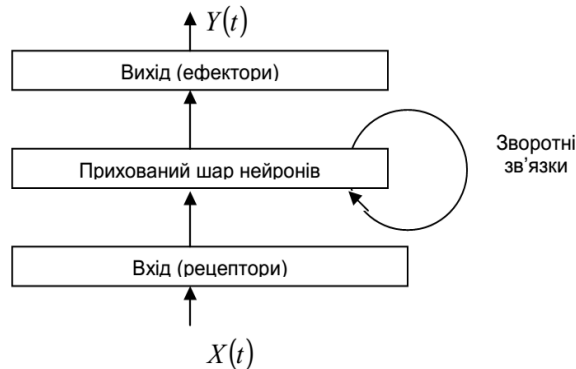 Y(t)
Вихід (ефектори)
Прихований шар нейронів
Зворотні
зв’язки
Вхід (рецептори)
X(t)